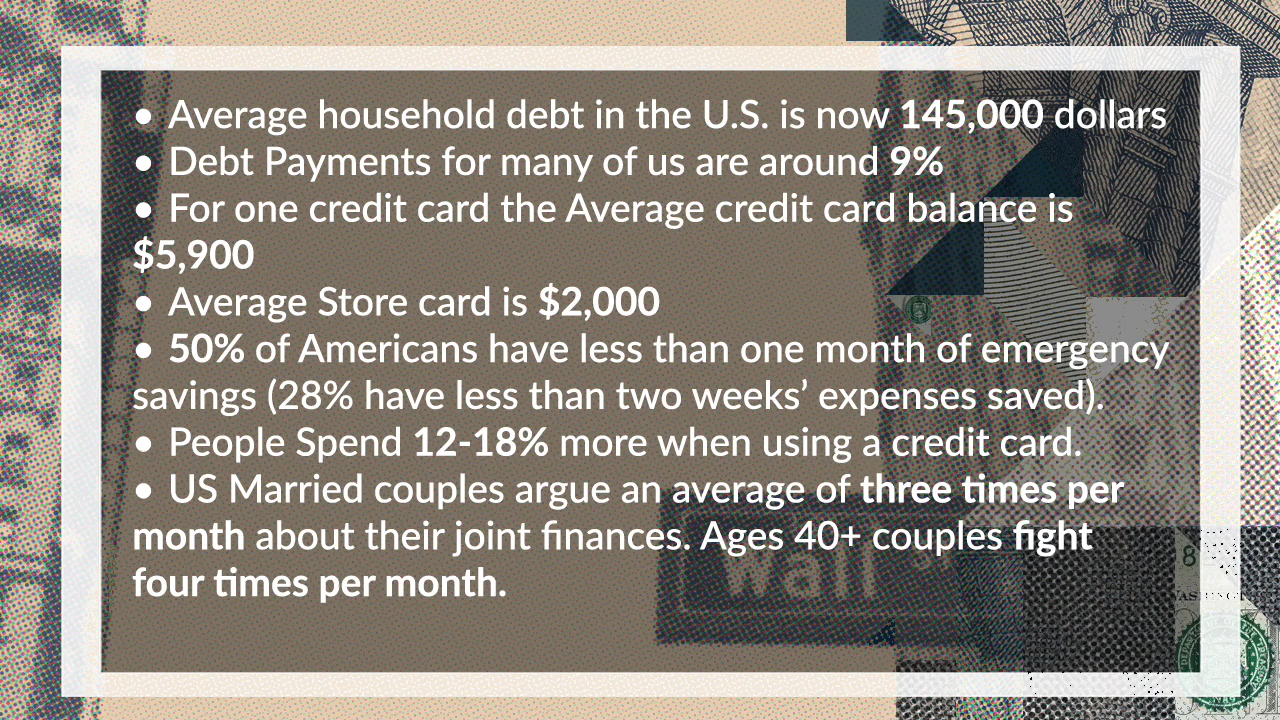 ● Average household debt in the U.S. is now 145,000 dollars
● Debt Payments for many of us are around 9%
● For one credit card the Average credit card balance is
$5,900
● Average Store card is $2,000
● 50% of Americans have less than one month of emergency
savings (28% have less than two weeks’ expenses saved).
● People Spend 12-18% more when using a credit card.
● US Married couples argue an average of three times per
month about their joint finances. Ages 40+ couples fight
four times per month.
Wall
8